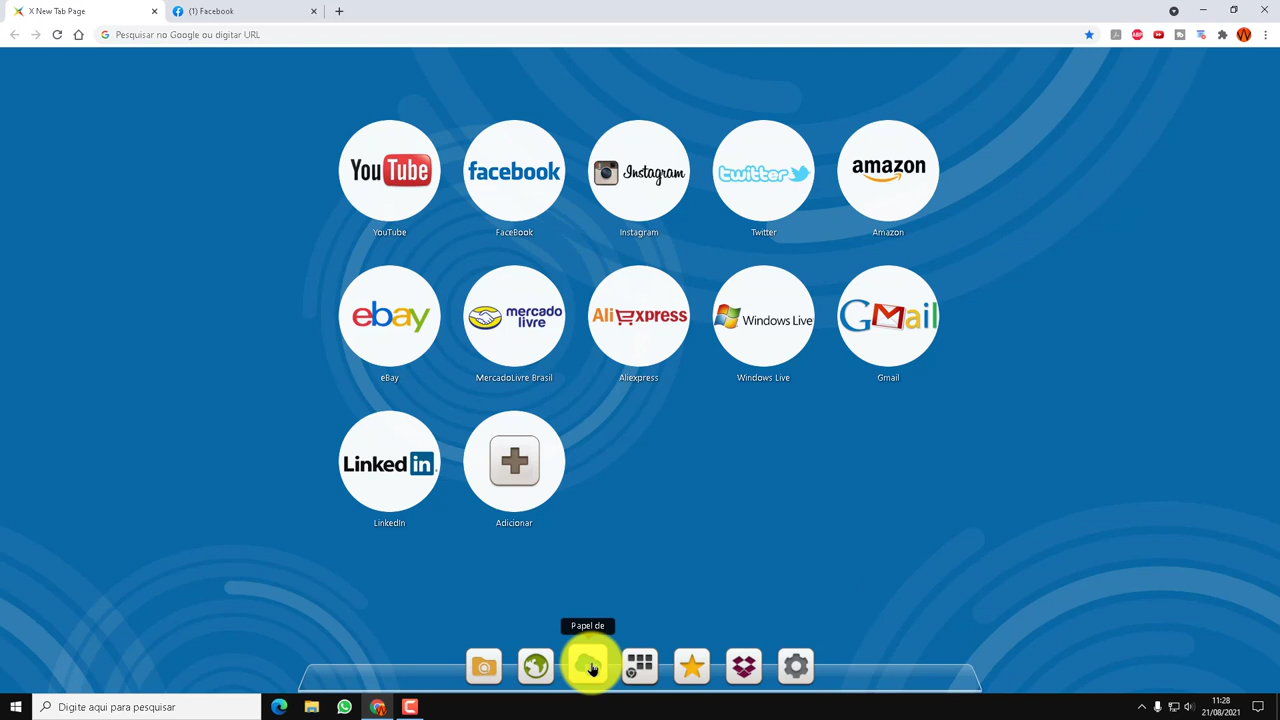 X New Tab Page
(1) Facebook
Pesquisar no Google ou digitar URL
ABP
YouTube
facebook
Instagram
twitter
amazon
YouTube
FaceBook
Instagram
Twitter
Amazon
ebay
mercado
livre
AliExpress
Windows Live
GMail
eBay
MercadoLivre Brasil
Aliexpress
Windows Live
Gmail
Linked in
LinkedIn
Adicionar
Papel de
Digite aqui para pesquisar
11:28
21/08/2021